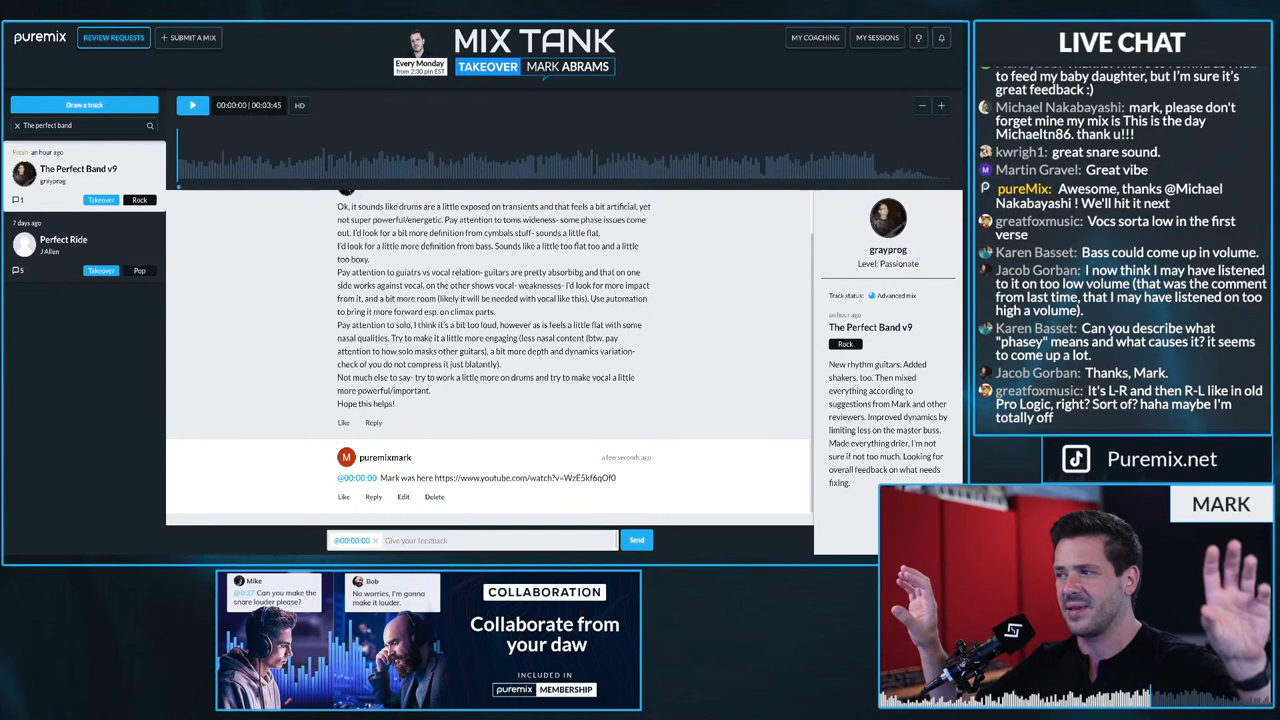 puremix
REVIEW REQUESTS
+ SUBMIT A MIX
Every Monday
from 2:30 pm EST
MIX TANK
TAKEOVER MARK ABRAMS
MY COACHING
MY SESSIONS
Draw a track
× The perfect band
00:00:00 | 00:03:45
HD
Fresh an hour ago
The Perfect Band v9
grayprog
1
Takeover
Rock
7 days ago
Perfect Ride
J Allen
5
Takeover
Pop
Ok, it sounds like drums are a little exposed on transients and that feels a bit artificial, yet
not super powerful/energetic. Pay attention to toms wideness- some phase issues come
out. I'd look for a bit more definition from cymbals stuff- sounds a little flat.
I'd look for a little more definition from bass. Sounds like a little too flat too and a little
too boxy.
Pay attention to guiatrs vs vocal relation- guitars are pretty absorbibg and that on one
side works against vocal, on the other shows vocal- weaknesses- I'd look for more impact
from it, and a bit more room (likely it will be needed with vocal like this). Use automation
to bring it more forward esp. on climax parts.
Pay attention to solo, I think it's a bit too loud, however as is feels a little flat with some
nasal qualities. Try to make it a little more engaging (less nasal content (btw. pay
attention to how solo masks other guitars), a bit more depth and dynamics variation-
check of you do not compress it just blatantly).
Not much else to say- try to work a little more on drums and try to make vocal a little
more powerful/important.
Hope this helps!
Like Reply
M puremixmark
a few seconds ago
@00:00:00 Mark was here https://www.youtube.com/watch?v=WzE5kf6qOf0
Like Reply Edit Delete
@00:00:00 × Give your feedback
Send
grayprog
Level: Passionate
Track status: Advanced mix
an hour ago
The Perfect Band v9
Rock
New rhythm guitars. Added
shakers, too. Then mixed
everything according to
suggestions from Mark and other
reviewers. Improved dynamics by
limiting less on the master buss.
Made everything drier, I'm not
sure if not too much. Looking for
overall feedback on what needs
fixing.
LIVE CHAT
to feed my baby daughter, but I'm sure it's
great feedback :)
Michael Nakabayashi: mark, please don't
forget mine my mix is This is the day
Michaeltn86. thank u!!!
kwrigh1: great snare sound.
Martin Gravel: Great vibe
pureMix: Awesome, thanks @Michael
Nakabayashi ! We'll hit it next
greatfoxmusic: Vocs sorta low in the first
verse
Karen Basset: Bass could come up in volume.
Jacob Gorban: I now think I may have listened
to it on too low volume (that was the comment
from last time, that I may have listened on too
high a volume).
Karen Basset: Can you describe what
"phasey" means and what causes it? it seems
to come up a lot.
Jacob Gorban: Thanks, Mark.
greatfoxmusic: It's L-R and then R-L like in old
Pro Logic, right? Sort of? haha maybe I'm
totally off
Puremix.net
MARK
Mike
@0:27 Can you make the
snare louder please?
Bob
No worries, I'm gonna
make it louder.
COLLABORATION
Collaborate from
your daw
INCLUDED IN
puremix MEMBERSHIP